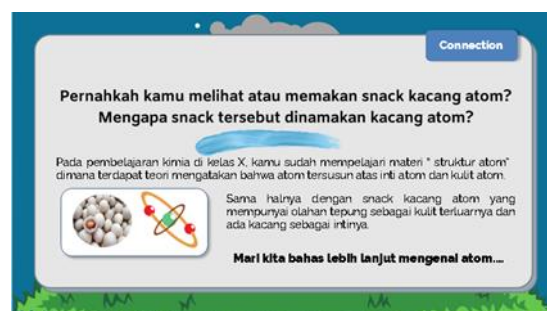 Connection
Pernahkah kamu melihat atau memakan snack kacang atom?
Mengapa snack tersebut dinamakan kacang atom?
Pada pembelajaran kimia di kelas X, kamu sudah mempelajari materi " struktur atom"
dimana terdapat teori mengatakan bahwa atom tersusun atas inti atom dan kulit atom.
Sama halnya dengan snack kacang atom yang
mempunyai olahan tepung sebagai kulit terluarnya dan
ada kacang sebagai intinya.
Mari kita bahas lebih lanjut mengenai atom....